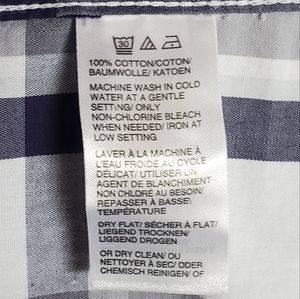 30
100% COTTON/COTON/
BAUMWOLLE/ KATOEN
MACHINE WASH IN COLD
WATER AT A GENTLE
SETTING/ ONLY
NON-CHLORINE BLEACH
WHEN NEEDED/ IRON AT
LOW SETTING
LAVER À LA MACHINE À
L'EAU FROIDE AU CYCLE
DÉLICAT/ UTILISER UN
AGENT DE BLANCHIMENT
NON CHLORÉ AU BESOIN/
REPASSER À BASSE
TEMPÉRATURE
DRY FLAT/ SÉCHER À FLAT/
LIEGEND TROCKNEN/
LIGGEND DROGEN
OR DRY CLEAN/ OU
NETTOYER À SEC/ ODER
CHEMISCH REINIGEN/ OF